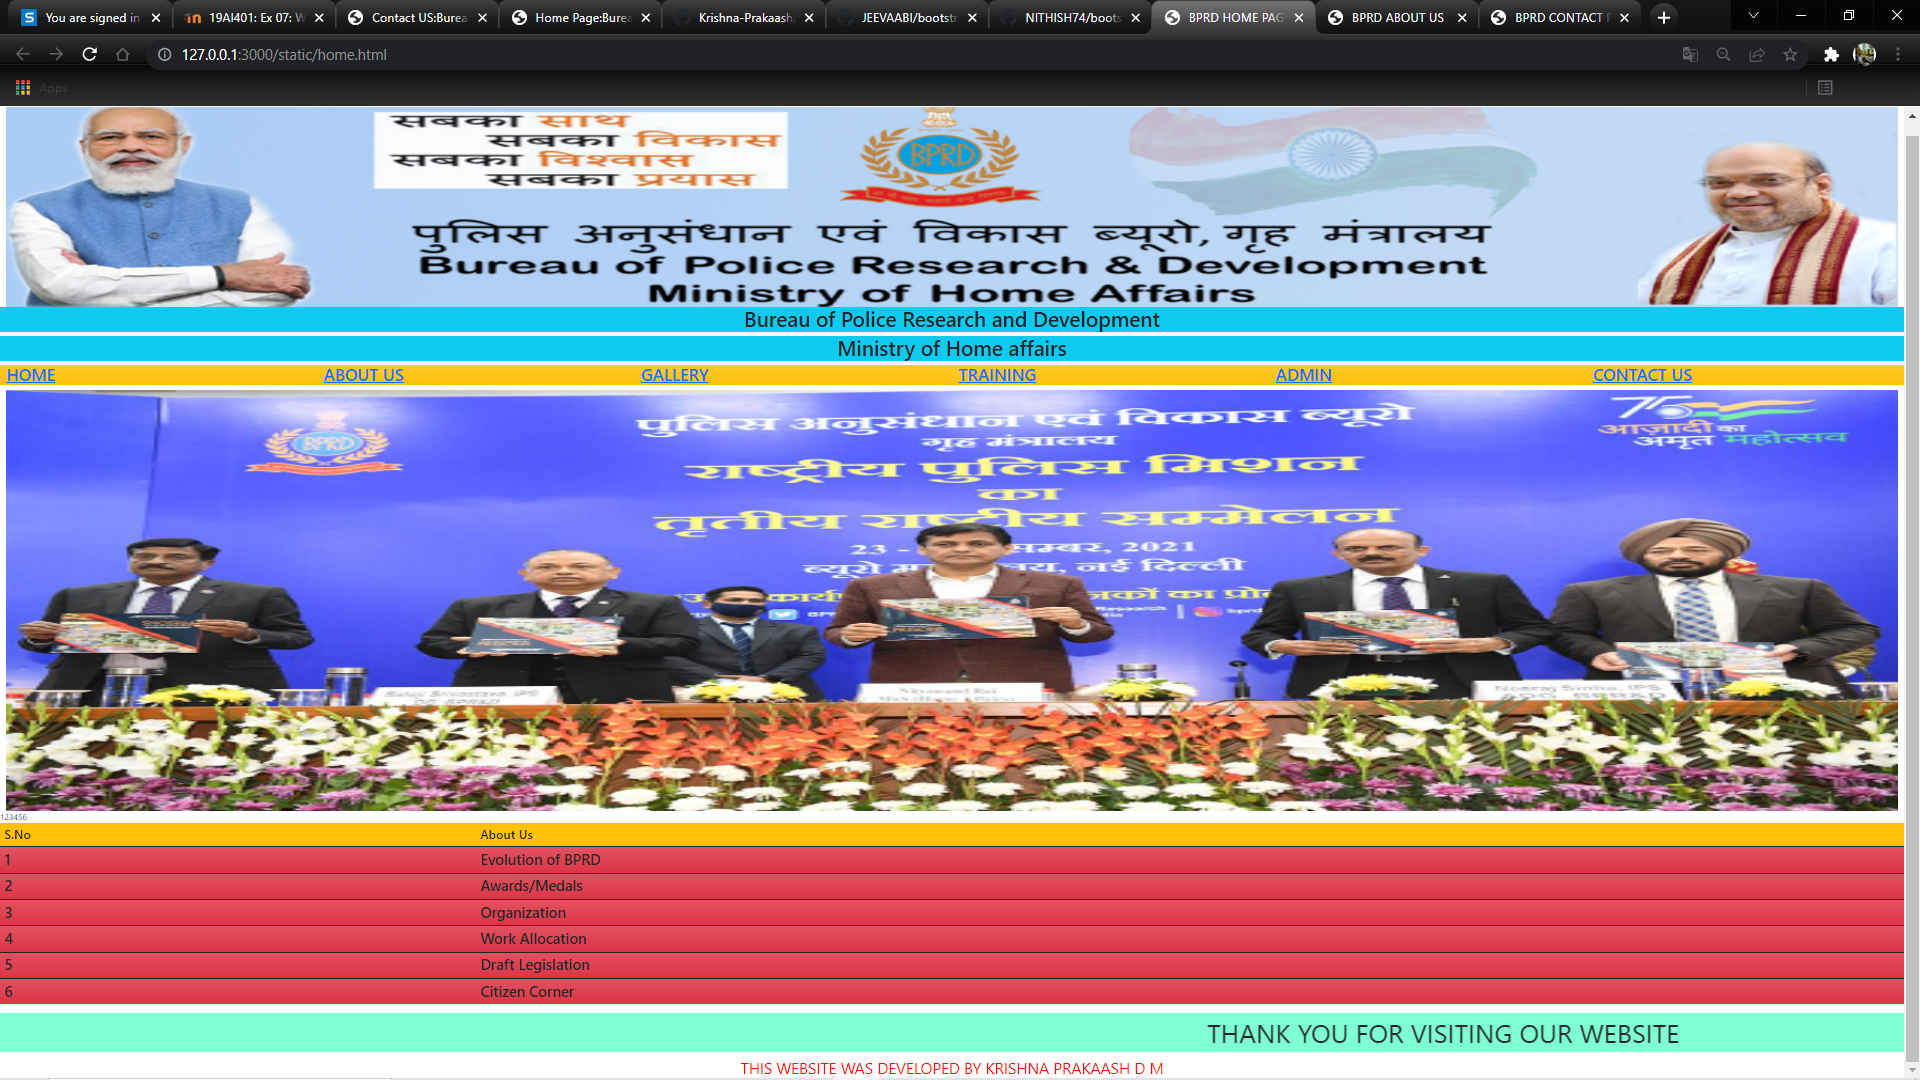 You are signed in
19AI401: Ex 07: W
Contact US:Burea
Home Page:Burea
Krishna-Prakaash
JEEVAABI/bootstr
NITHISH74/boots
BPRD HOME PAG
BPRD ABOUT US
BPRD CONTACT P
127.0.0.1:3000/static/home.html
Apps
सबका साथ
सबका विकास
सबका विश्वास
सबका प्रयास
BPRD
पुलिस अनुसंधान एवं विकास ब्यूरो, गृह मंत्रालय
Bureau of Police Research & Development
Ministry of Home Affairs
Bureau of Police Research and Development
Ministry of Home affairs
HOME ABOUT US GALLERY TRAINING ADMIN CONTACT US
BPRD
पुलिस अनुसंधान एवं विकास ब्यूरो
गृह मंत्रालय
75
आज़ादी का
अमृत महोत्सव
राष्ट्रीय पुलिस मिशन
का
तृतीय राष्ट्रीय सम्मेलन
23 - सम्बर, 2021
ब्यूरो नई दिल्ली
123456
S.No About Us
1 Evolution of BPRD
2 Awards/Medals
3 Organization
4 Work Allocation
5 Draft Legislation
6 Citizen Corner
THANK YOU FOR VISITING OUR WEBSITE
THIS WEBSITE WAS DEVELOPED BY KRISHNA PRAKAASH D M